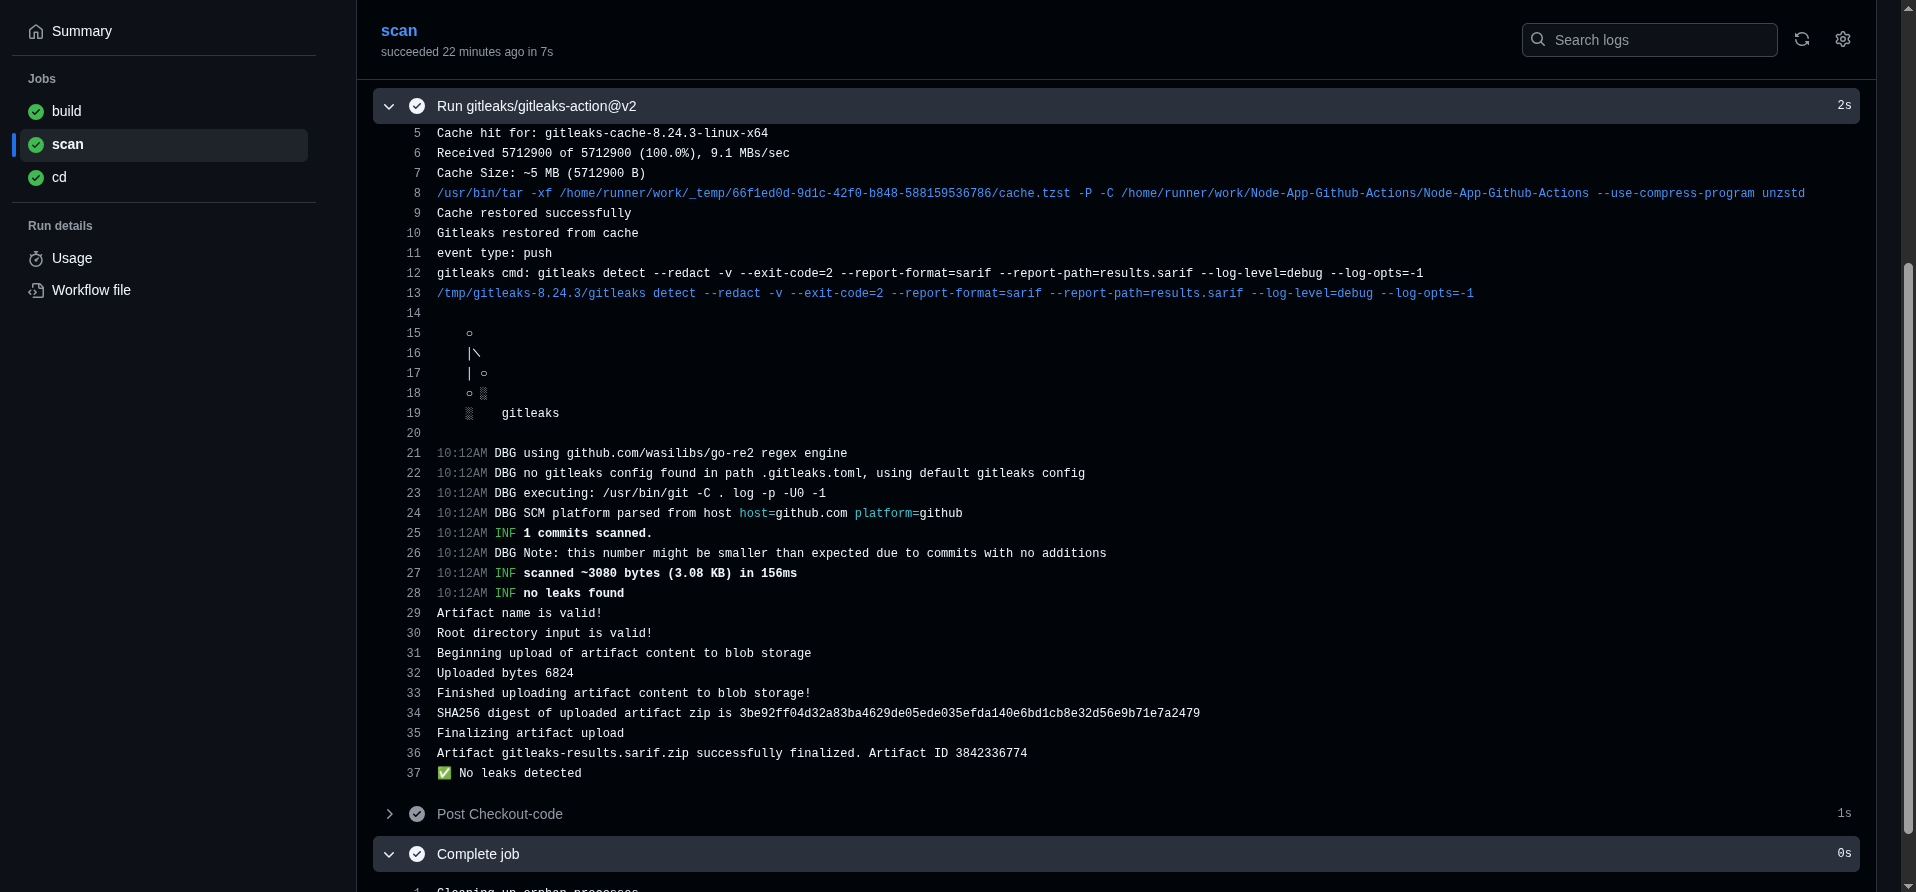 Summary
Jobs
build
scan
cd
Run details
Usage
Workflow file
scan
succeeded 22 minutes ago in 7s
Search logs
Run gitleaks/gitleaks-action@v2 2s
5 Cache hit for: gitleaks-cache-8.24.3-linux-x64
6 Received 5712900 of 5712900 (100.0%), 9.1 MBs/sec
7 Cache Size: ~5 MB (5712900 B)
8 /usr/bin/tar -xf /home/runner/work/_temp/66f1ed0d-9d1c-42f0-b848-588159536786/cache.tzst -P -C /home/runner/work/Node-App-Github-Actions/Node-App-Github-Actions --use-compress-program unzstd
9 Cache restored successfully
10 Gitleaks restored from cache
11 event type: push
12 gitleaks cmd: gitleaks detect --redact -v --exit-code=2 --report-format=sarif --report-path=results.sarif --log-level=debug --log-opts=-1
13 /tmp/gitleaks-8.24.3/gitleaks detect --redact -v --exit-code=2 --report-format=sarif --report-path=results.sarif --log-level=debug --log-opts=-1
14
15 ○
16 │╲
17 │ ○
18 ○ ░
19 ░ gitleaks
20
21 10:12AM DBG using github.com/wasilibs/go-re2 regex engine
22 10:12AM DBG no gitleaks config found in path .gitleaks.toml, using default gitleaks config
23 10:12AM DBG executing: /usr/bin/git -C . log -p -U0 -1
24 10:12AM DBG SCM platform parsed from host host=github.com platform=github
25 10:12AM INF 1 commits scanned.
26 10:12AM DBG Note: this number might be smaller than expected due to commits with no additions
27 10:12AM INF scanned ~3080 bytes (3.08 KB) in 156ms
28 10:12AM INF no leaks found
29 Artifact name is valid!
30 Root directory input is valid!
31 Beginning upload of artifact content to blob storage
32 Uploaded bytes 6824
33 Finished uploading artifact content to blob storage!
34 SHA256 digest of uploaded artifact zip is 3be92ff04d32a83ba4629de05ede035efda140e6bd1cb8e32d56e9b71e7a2479
35 Finalizing artifact upload
36 Artifact gitleaks-results.sarif.zip successfully finalized. Artifact ID 3842336774
37 ✅ No leaks detected
Post Checkout-code 1s
Complete job 0s
1 Cleaning up orphan processes